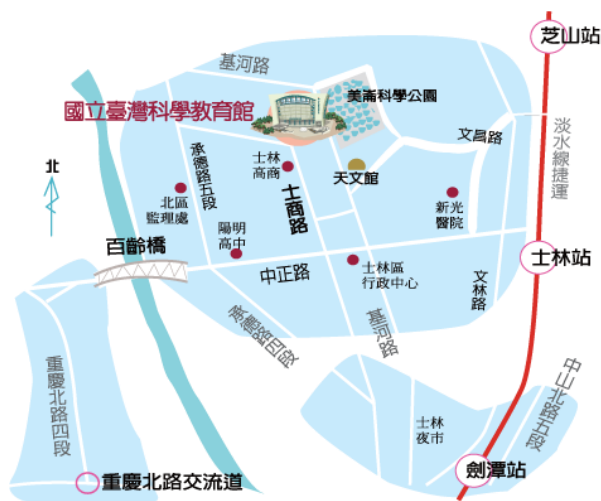 芝山站
基河路
美崙科學公園
國立臺灣科學教育館
文昌路
淡水線捷運
北
承德路五段
士林
高商
士商路
天文館
北區
監理處
新光
醫院
陽明
高中
百齡橋
中正路
士林區
行政中心
士林站
文林路
承德路四段
基河路
重慶北路四段
中山北路五段
士林
夜市
劍潭站
重慶北路交流道